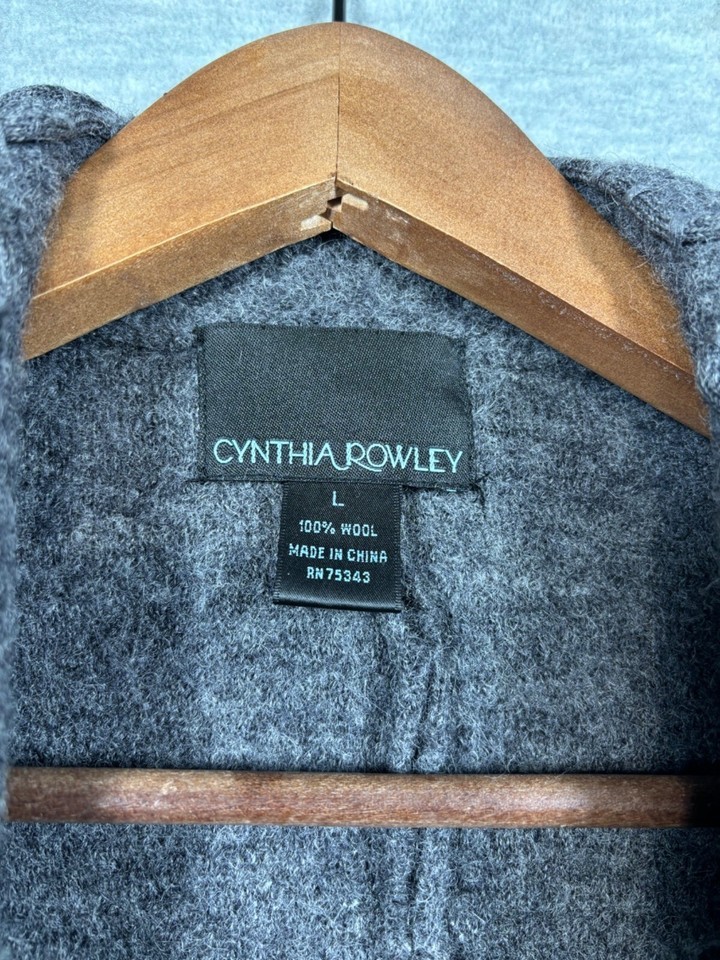 CYNTHIA ROWLEY
L
100% WOOL
MADE IN CHINA
RN75343